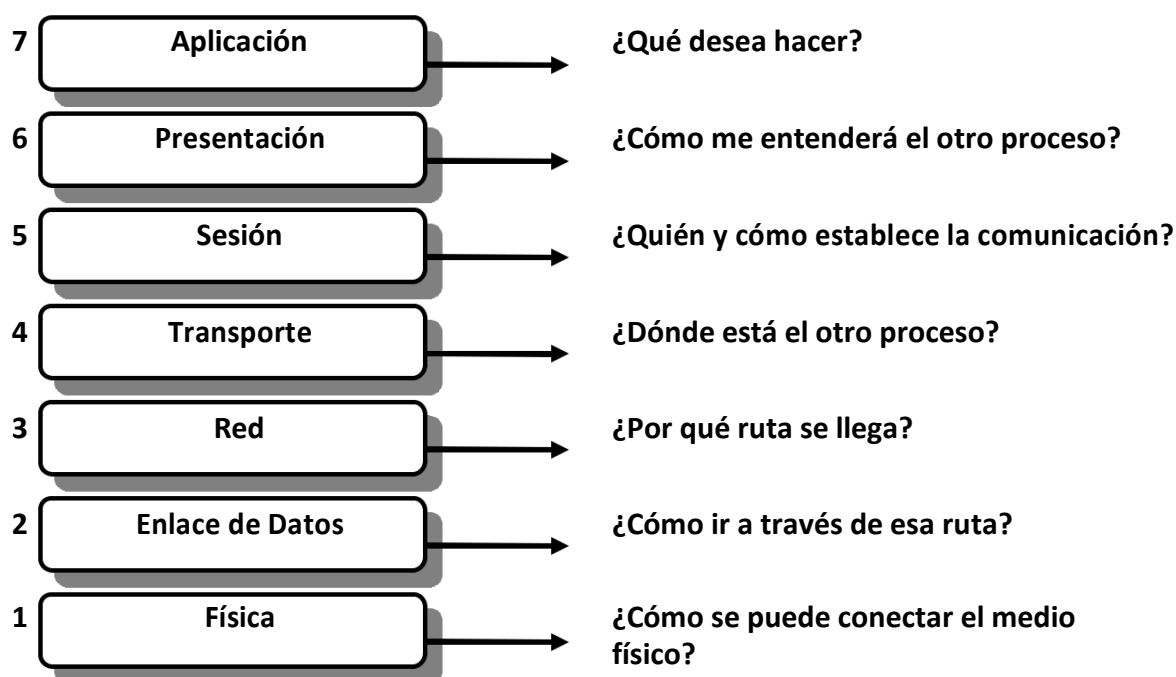 7 Aplicación ¿Qué desea hacer?
6 Presentación ¿Cómo me entenderá el otro proceso?
5 Sesión ¿Quién y cómo establece la comunicación?
4 Transporte ¿Dónde está el otro proceso?
3 Red ¿Por qué ruta se llega?
2 Enlace de Datos ¿Cómo ir a través de esa ruta?
1 Física ¿Cómo se puede conectar el medio
físico?